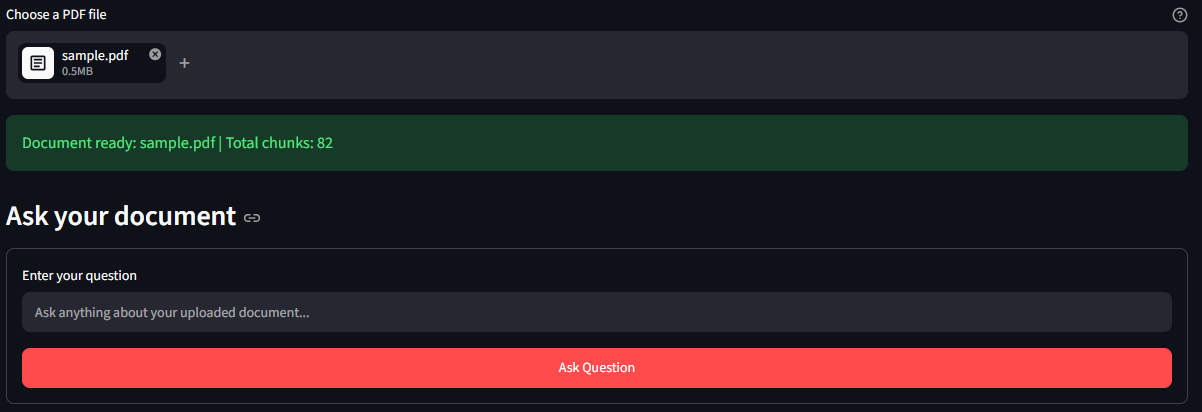 Choose a PDF file
sample.pdf
0.5MB
Document ready: sample.pdf | Total chunks: 82
Ask your document
Enter your question
Ask anything about your uploaded document...
Ask Question